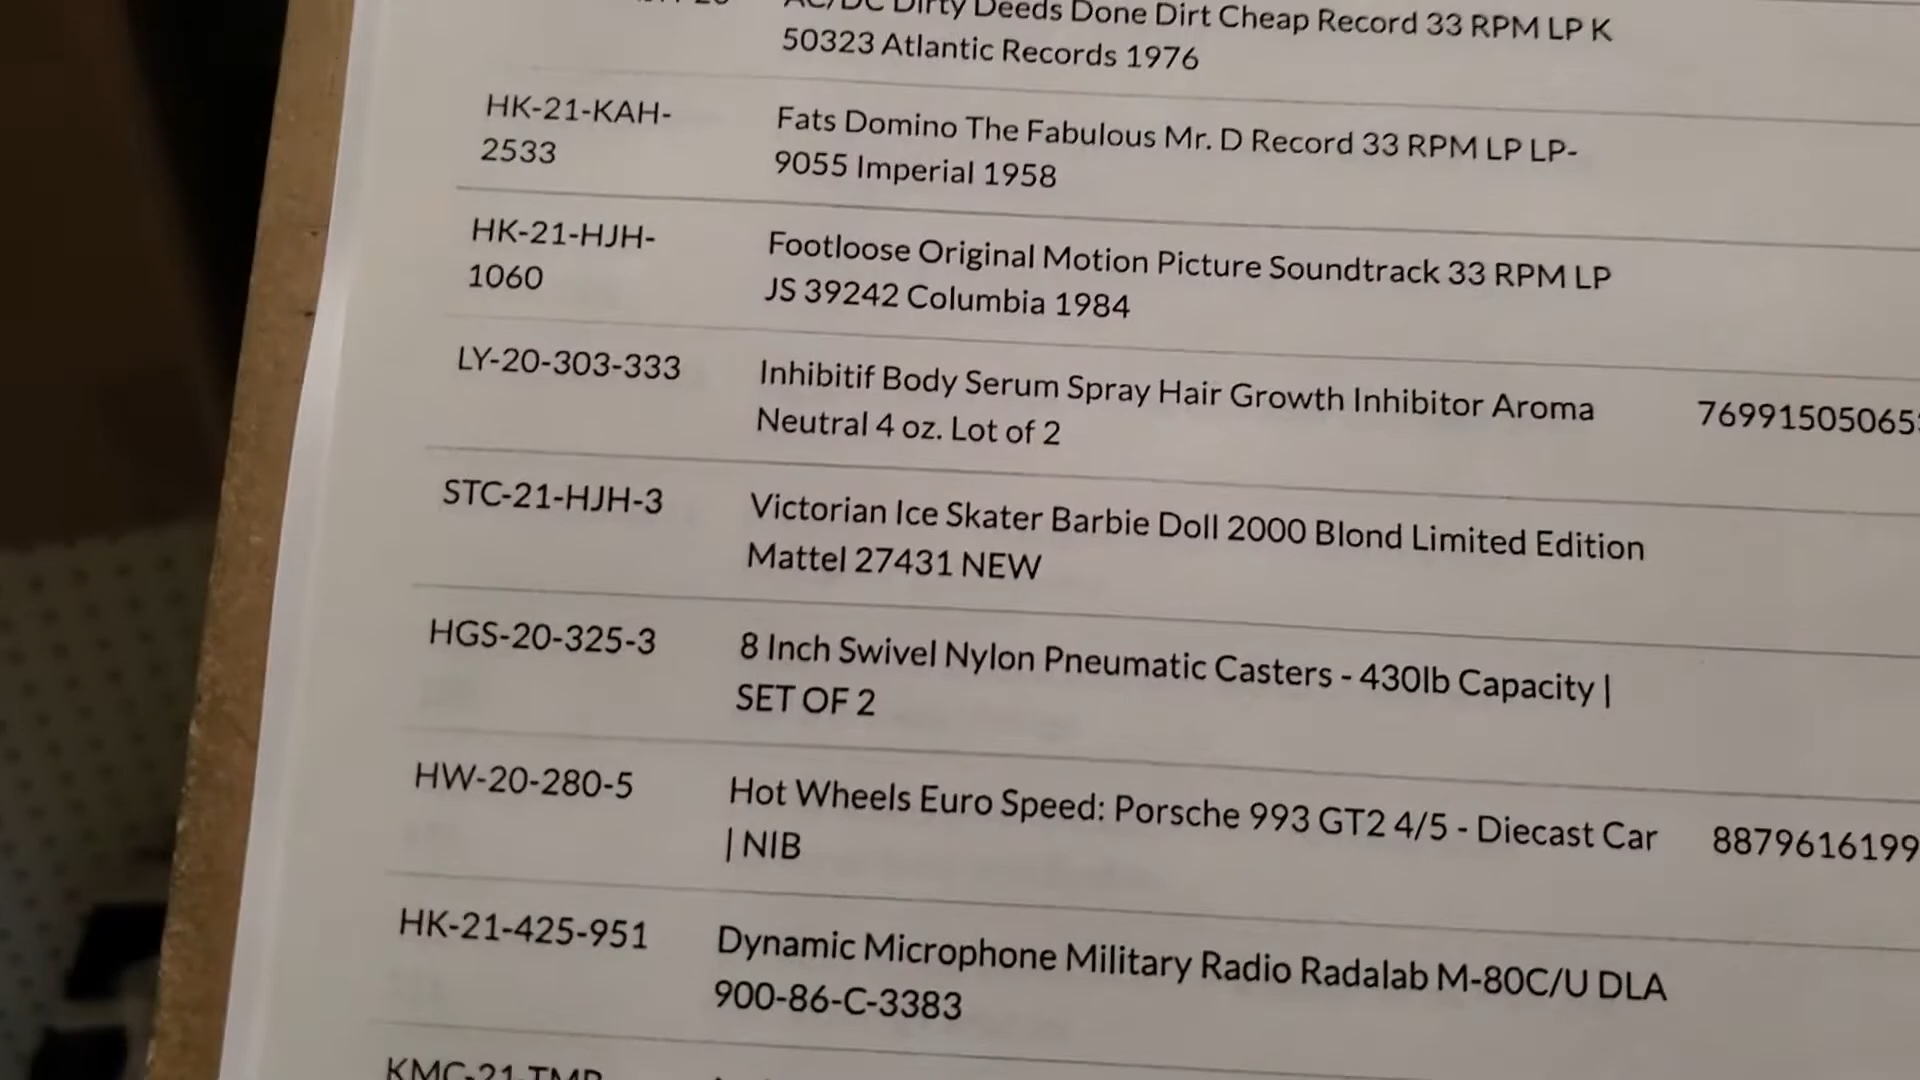 AC/DC Dirty Deeds Done Dirt Cheap Record 33 RPM LP K
50323 Atlantic Records 1976
HK-21-KAH-
2533
Fats Domino The Fabulous Mr. D Record 33 RPM LP LP-
9055 Imperial 1958
HK-21-HJH-
1060
Footloose Original Motion Picture Soundtrack 33 RPM LP
JS 39242 Columbia 1984
LY-20-303-333
Inhibitif Body Serum Spray Hair Growth Inhibitor Aroma
Neutral 4 oz. Lot of 2
76991505065
STC-21-HJH-3
Victorian Ice Skater Barbie Doll 2000 Blond Limited Edition
Mattel 27431 NEW
HGS-20-325-3
8 Inch Swivel Nylon Pneumatic Casters - 430lb Capacity |
SET OF 2
HW-20-280-5
Hot Wheels Euro Speed: Porsche 993 GT2 4/5 - Diecast Car
| NIB
8879616199
HK-21-425-951
Dynamic Microphone Military Radio Radalab M-80C/U DLA
900-86-C-3383
KMC-21-TMP